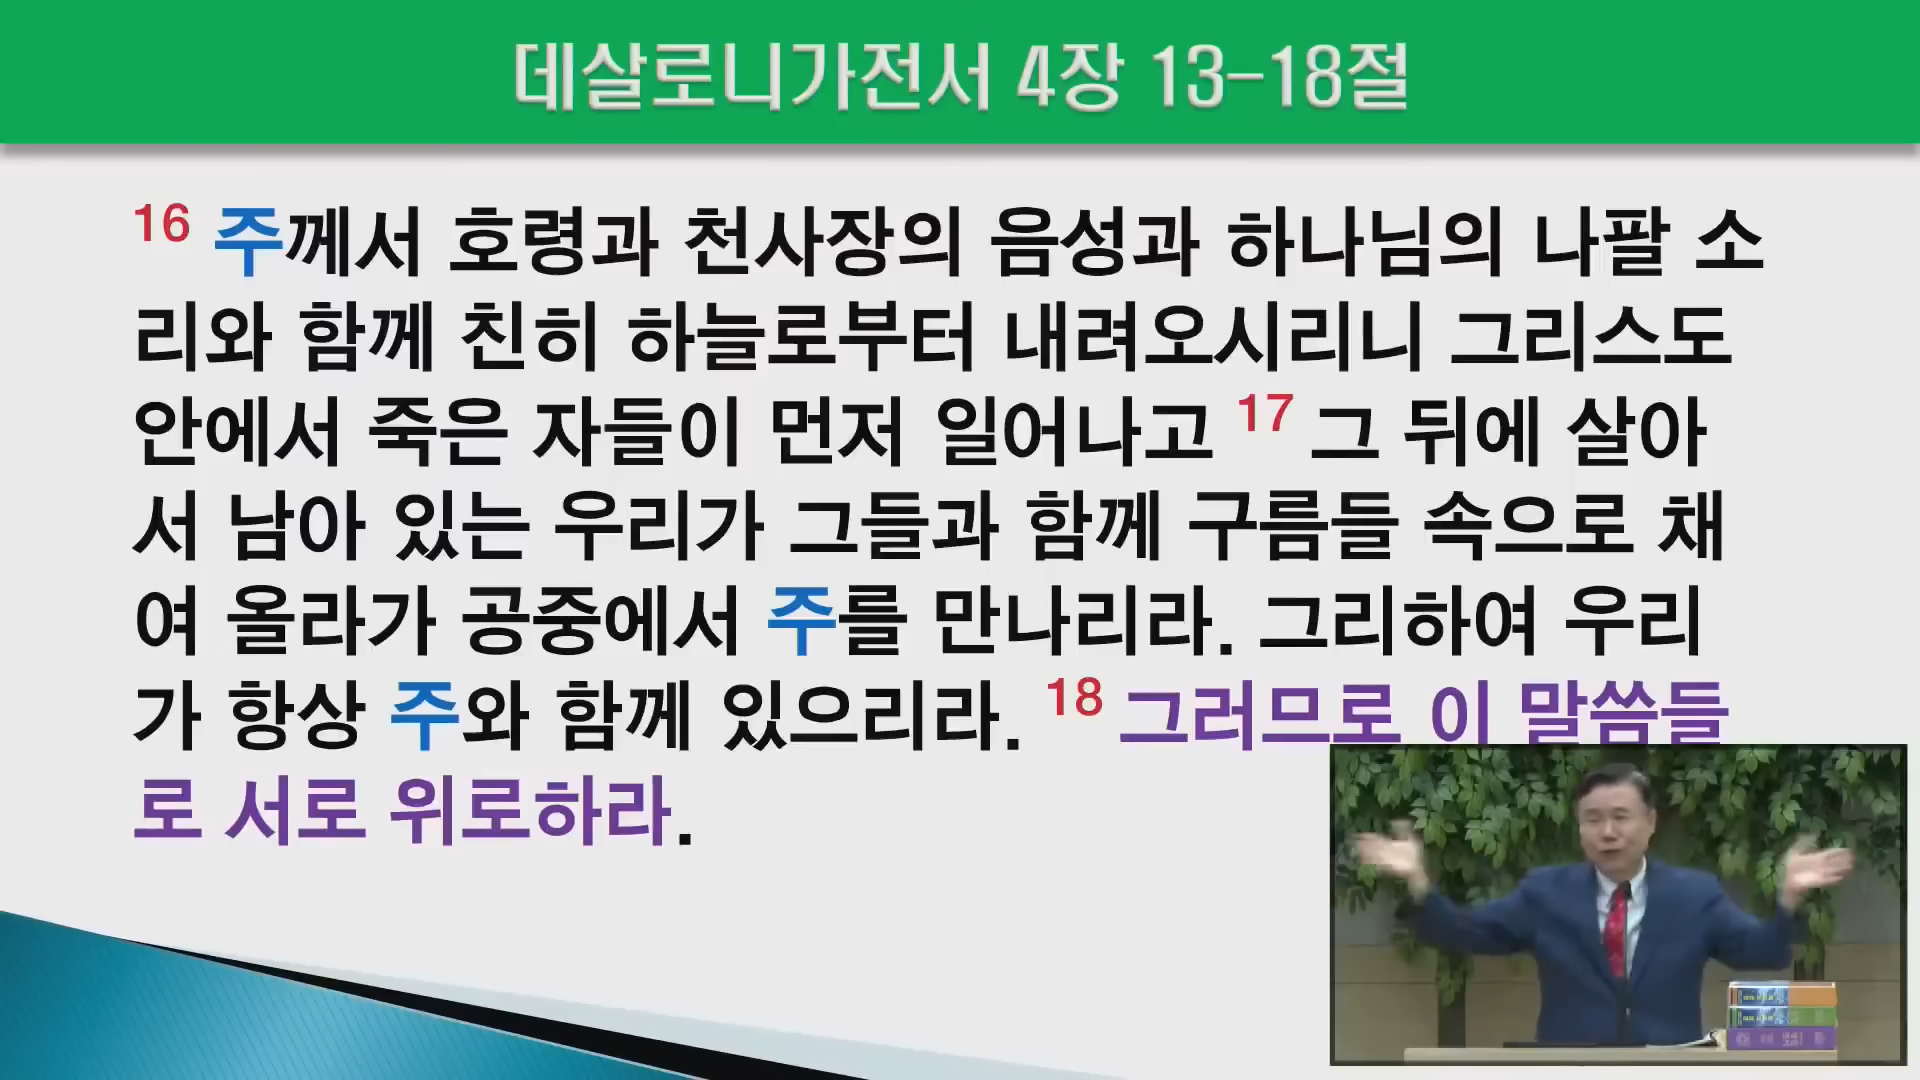 데살로니가전서 4장 13-18절
16 주께서 호령과 천사장의 음성과 하나님의 나팔 소
리와 함께 친히 하늘로부터 내려오시리니 그리스도
안에서 죽은 자들이 먼저 일어나고 17 그 뒤에 살아
서 남아 있는 우리가 그들과 함께 구름들 속으로 채
여 올라가 공중에서 주를 만나리라. 그리하여 우리
가 항상 주와 함께 있으리라. 18 그러므로 이 말씀들
로 서로 위로하라.